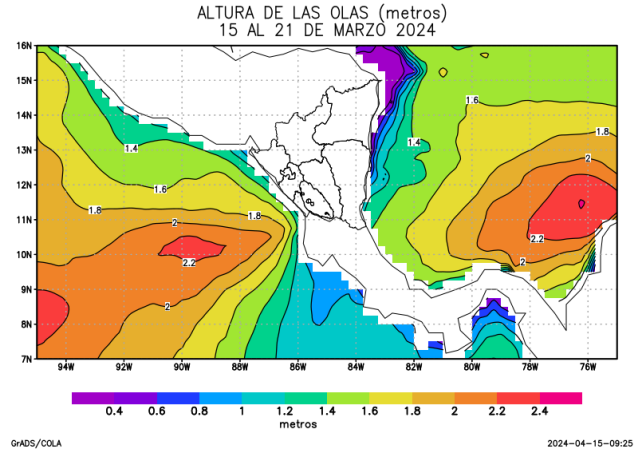 ALTURA DE LAS OLAS (metros)
15 AL 21 DE MARZO 2024
16N
15N
14N
13N
12N
11N
10N
9N
8N
7N
1.6
1.8
1.4
1.4
2
1.6
1.8
1.8
2
2.2
2
2.2
2
94W 92W 90W 88W 86W 84W 82W 80W 78W 76W
0.4 0.6 0.8 1 1.2 1.4 1.6 1.8 2 2.2 2.4
metros
GrADS/COLA
2024-04-15-09:25